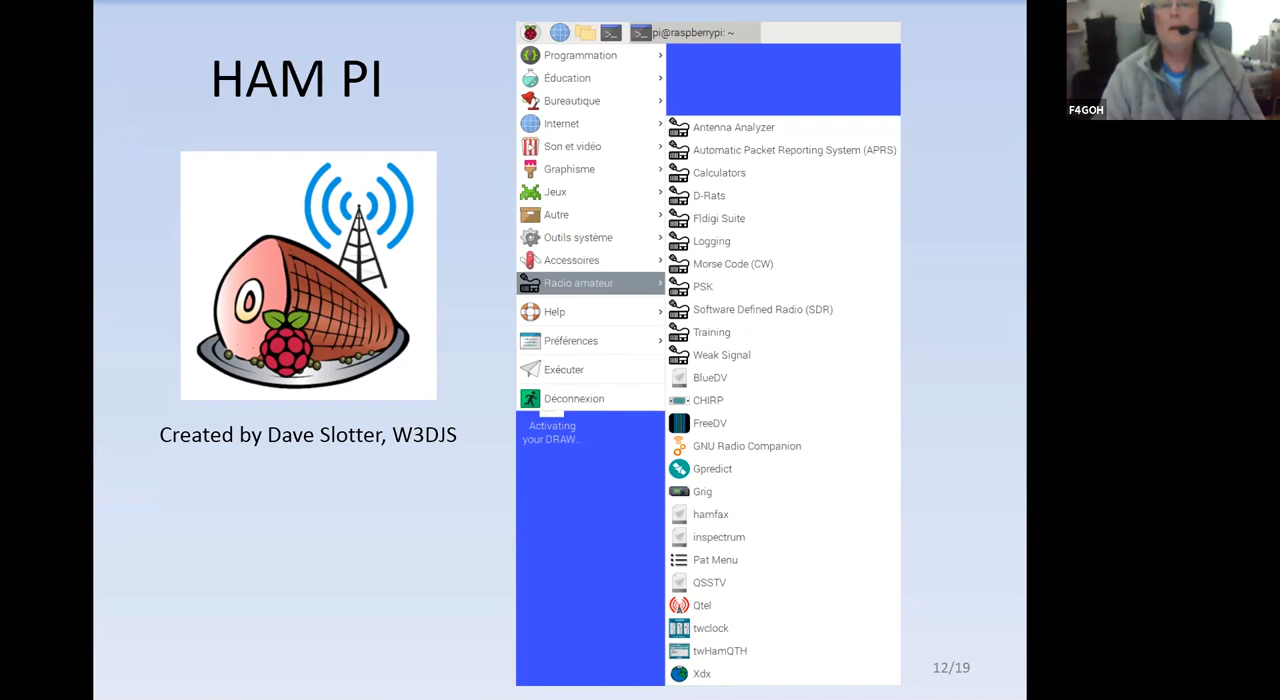 HAM PI
Created by Dave Slotter, W3DJS
pi@raspberrypi: ~
Programmation
Éducation
Bureautique
Internet
Son et vidéo
Graphisme
Jeux
Autre
Outils système
Accessoires
Radio amateur
Help
Préférences
Exécuter
Déconnexion
Activating
your DRAW...
Antenna Analyzer
Automatic Packet Reporting System (APRS)
Calculators
D-Rats
Fldigi Suite
Logging
Morse Code (CW)
PSK
Software Defined Radio (SDR)
Training
Weak Signal
BlueDV
CHIRP
FreeDV
GNU Radio Companion
Gpredict
Grig
hamfax
inspectrum
Pat Menu
QSSTV
Qtel
twclock
twHamQTH
Xdx
12/19
F4GOH